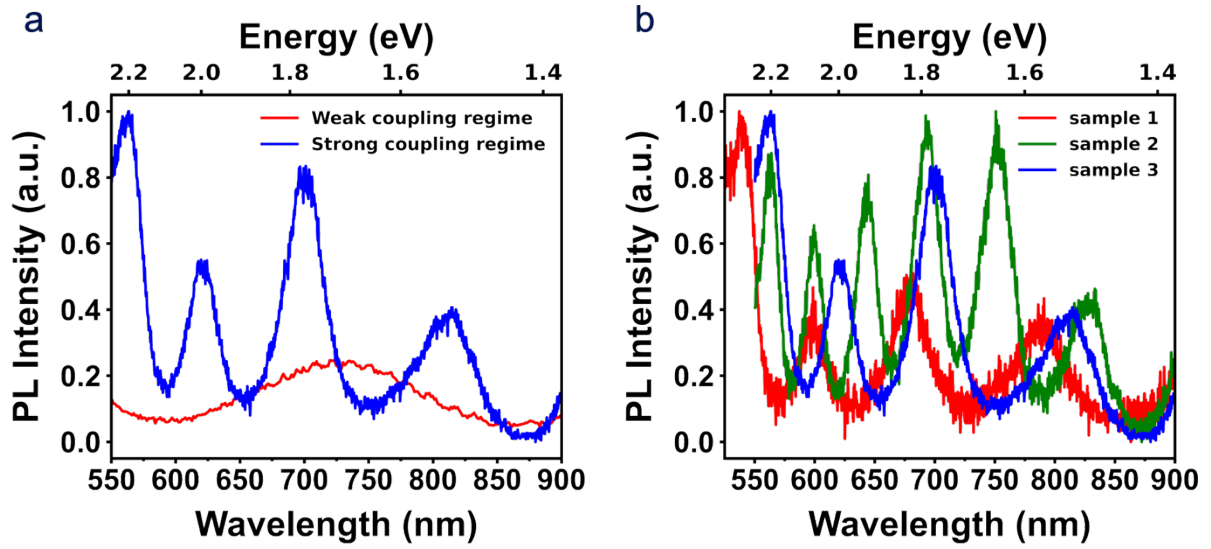 a
Energy (eV)
2.2 2.0 1.8 1.6 1.4
PL Intensity (a.u.)
1.0
0.8
0.6
0.4
0.2
0.0
Weak coupling regime
Strong coupling regime
550 600 650 700 750 800 850 900
Wavelength (nm)
b
Energy (eV)
2.2 2.0 1.8 1.6 1.4
PL Intensity (a.u.)
1.0
0.8
0.6
0.4
0.2
0.0
sample 1
sample 2
sample 3
550 600 650 700 750 800 850 900
Wavelength (nm)